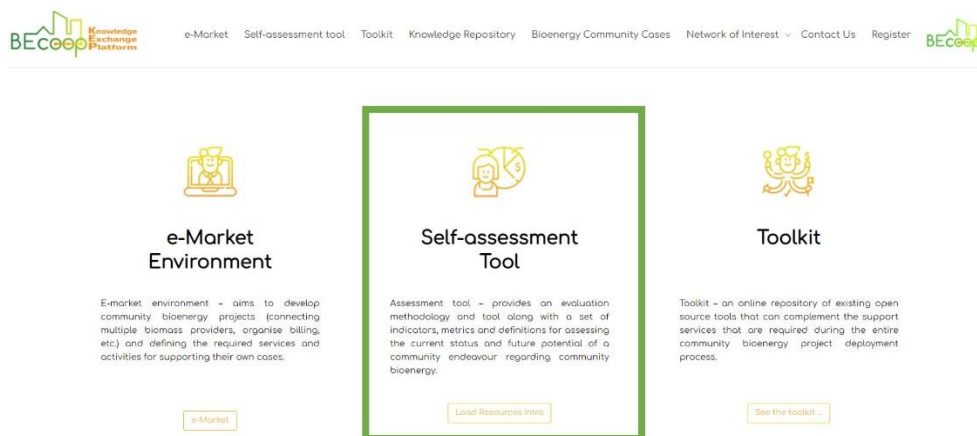 BECoop Knowledge
Exchange
Platform
e-Market Self-assessment tool Toolkit Knowledge Repository Bioenergy Community Cases Network of Interest Contact Us Register
BECoop
e-Market
Environment
E-market environment – aims to develop
community bioenergy projects (connecting
multiple biomass providers, organise billing,
etc.) and defining the required services and
activities for supporting their own cases.
e-Market
Self-assessment
Tool
Assessment tool – provides an evaluation
methodology and tool along with a set of
indicators, metrics and definitions for assessing
the current status and future potential of a
community endeavour regarding community
bioenergy.
Load Resources Intro
Toolkit
Toolkit – an online repository of existing open
source tools that can complement the support
services that are required during the entire
community bioenergy project deployment
process.
See the toolkit ...